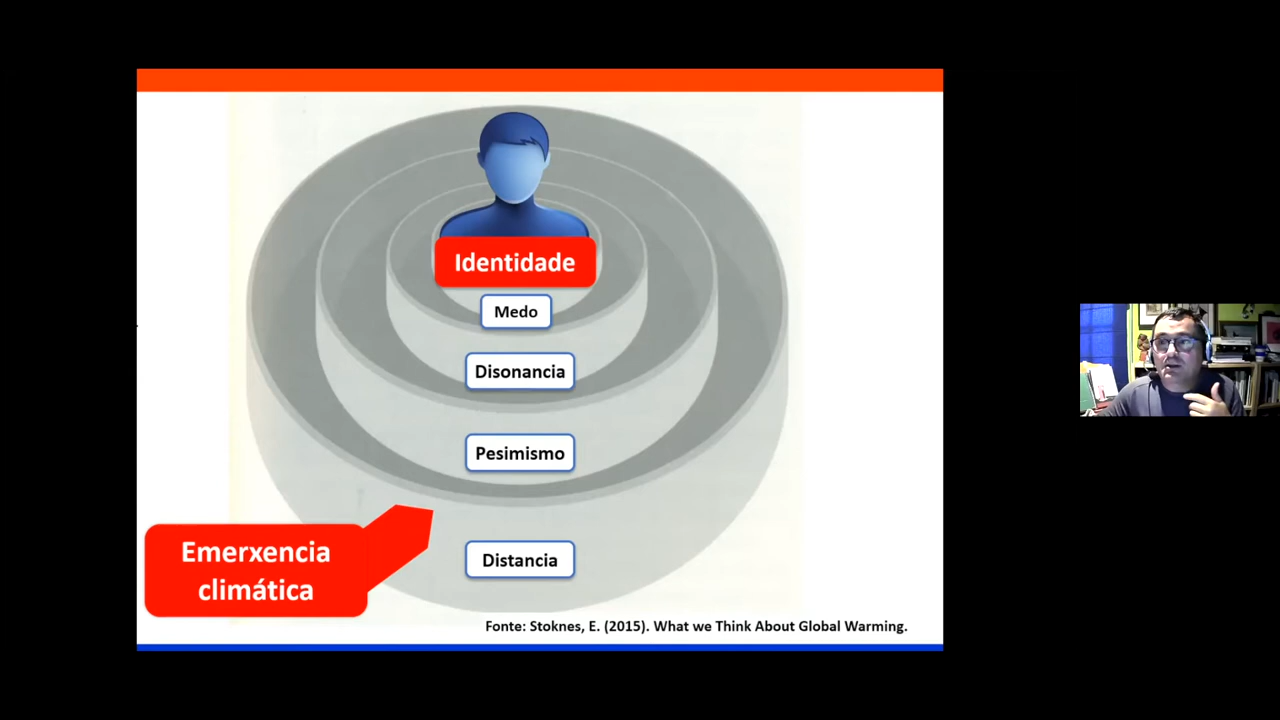 Identidade
Medo
Disonancia
Pesimismo
Emerxencia
climática
Distancia
Fonte: Stoknes, E. (2015). What we Think About Global Warming.